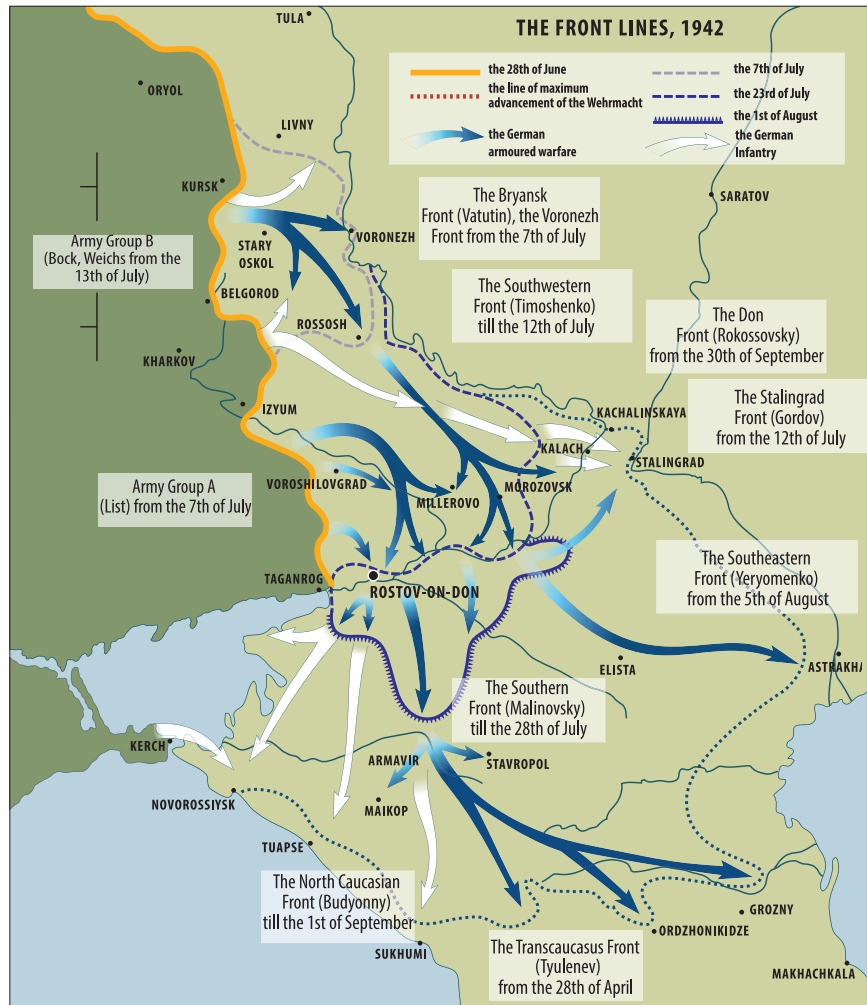 THE FRONT LINES, 1942
the 28th of June
the line of maximum
advancement of the Wehrmacht
the German
armoured warfare
the 7th of July
the 23rd of July
the 1st of August
the German
Infantry
TULA
ORYOL
LIVNY
KURSK
SARATOV
The Bryansk
Front (Vatutin), the Voronezh
Front from the 7th of July
VORONEZH
STARY
OSKOL
Army Group B
(Bock, Weichs from the
13th of July)
BELGOROD
The Southwestern
Front (Timoshenko)
till the 12th of July
The Don
Front (Rokossovsky)
from the 30th of September
ROSSOSH
KHARKOV
IZYUM
KACHALINSKAYA
The Stalingrad
Front (Gordov)
from the 12th of July
KALACH
STALINGRAD
VOROSHILOVGRAD
MILLEROVO
MOROZOVSK
Army Group A
(List) from the 7th of July
The Southeastern
Front (Yeryomenko)
from the 5th of August
TAGANROG
ROSTOV-ON-DON
ELISTA
ASTRAKHA
The Southern
Front (Malinovsky)
till the 28th of July
KERCH
ARMAVIR
STAVROPOL
NOVOROSSIYSK
MAIKOP
TUAPSE
The North Caucasian
Front (Budyonny)
till the 1st of September
GROZNY
ORDZHONIKIDZE
SUKHUMI
The Transcaucasus Front
(Tyulenev)
from the 28th of April
MAKHACHKALA